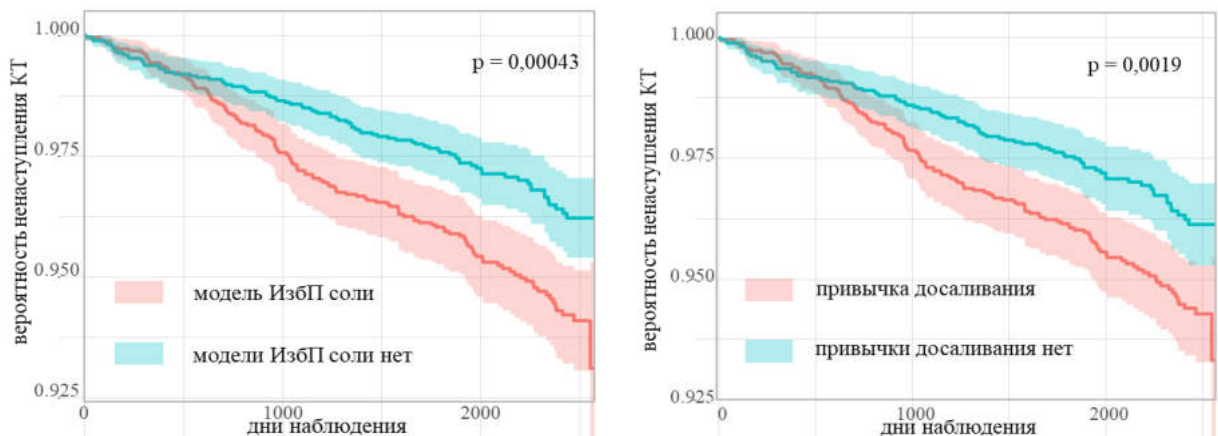 вероятность ненаступления КТ
1.000
0.975
0.950
0.925
p = 0,00043
модель ИзбП соли
модели ИзбП соли нет
0
1000
2000
дни наблюдения
вероятность ненаступления КТ
1.000
0.975
0.950
0.925
p = 0,0019
привычка досаливания
привычки досаливания нет
0
1000
2000
дни наблюдения